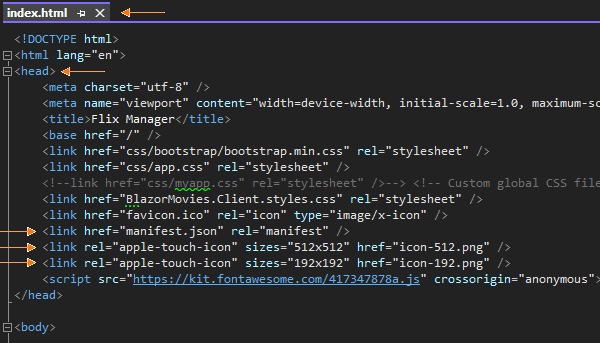 index.html
<!DOCTYPE html>
<html lang="en">
<head>
<meta charset="utf-8" />
<meta name="viewport" content="width=device-width, initial-scale=1.0, maximum-sc
<title>Flix Manager</title>
<base href="/" />
<link href="css/bootstrap/bootstrap.min.css" rel="stylesheet" />
<link href="css/app.css" rel="stylesheet" />
<!--link href="css/myapp.css" rel="stylesheet" />--> <!-- Custom global CSS file
<link href="BlazorMovies.Client.styles.css" rel="stylesheet" />
<link href="favicon.ico" rel="icon" type="image/x-icon" />
<link href="manifest.json" rel="manifest" />
<link rel="apple-touch-icon" sizes="512x512" href="icon-512.png" />
<link rel="apple-touch-icon" sizes="192x192" href="icon-192.png" />
<script src="https://kit.fontawesome.com/417347878a.js" crossorigin="anonymous">
</head>
<body>